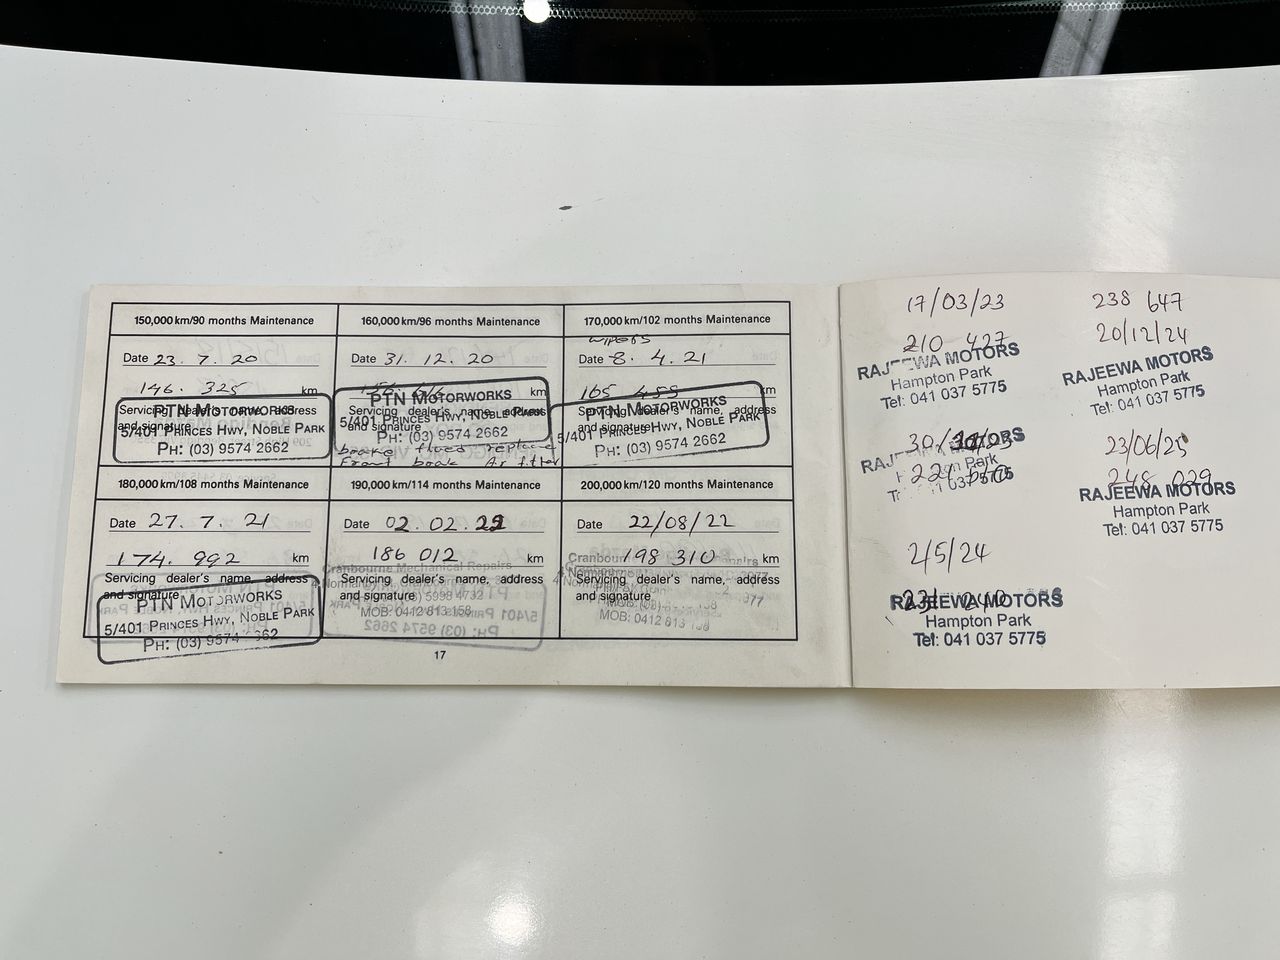 150,000 km/90 months Maintenance
Date 23. 7. 20
146. 325 km
Servicing dealer's name, address
and signature
PTN MOTORWORKS
5/401 PRINCES HWY, NOBLE PARK
PH: (03) 9574 2662
160,000 km/96 months Maintenance
Date 31. 12. 20
km
Servicing dealer's name, address
and signature
PTN MOTORWORKS
5/401 PRINCES HWY, NOBLE PARK
PH: (03) 9574 2662
Front Air filter
170,000 km/102 months Maintenance
wipers
Date 8. 4. 21
165 455 km
Servicing dealer's name, address
and signature
PTN MOTORWORKS
5/401 PRINCES HWY, NOBLE PARK
PH: (03) 9574 2662
180,000 km/108 months Maintenance
Date 27. 7. 21
174. 992 km
Servicing dealer's name, address
and signature
PTN MOTORWORKS
5/401 PRINCES HWY, NOBLE PARK
PH: (03) 9574 2662
190,000 km/114 months Maintenance
Date 02. 02. 22
186 012 km
Cranbourne Mechanical Repairs
Servicing dealer's name, address
and signature
5998 4732
MOB: 0412 813 158
200,000 km/120 months Maintenance
Date 22/08/22
198 310 km
Servicing dealer's name, address
and signature
MOB: 0412 813 158
17
17/03/23
210 427
RAJEEWA MOTORS
Hampton Park
Tel: 041 037 5775
MOTORS
Hampton Park
2/5/24
RAJEEWA MOTORS
Hampton Park
Tel: 041 037 5775
238 647
20/12/24
RAJEEWA MOTORS
Hampton Park
Tel: 041 037 5775
23/06/25
248 029
RAJEEWA MOTORS
Hampton Park
Tel: 041 037 5775